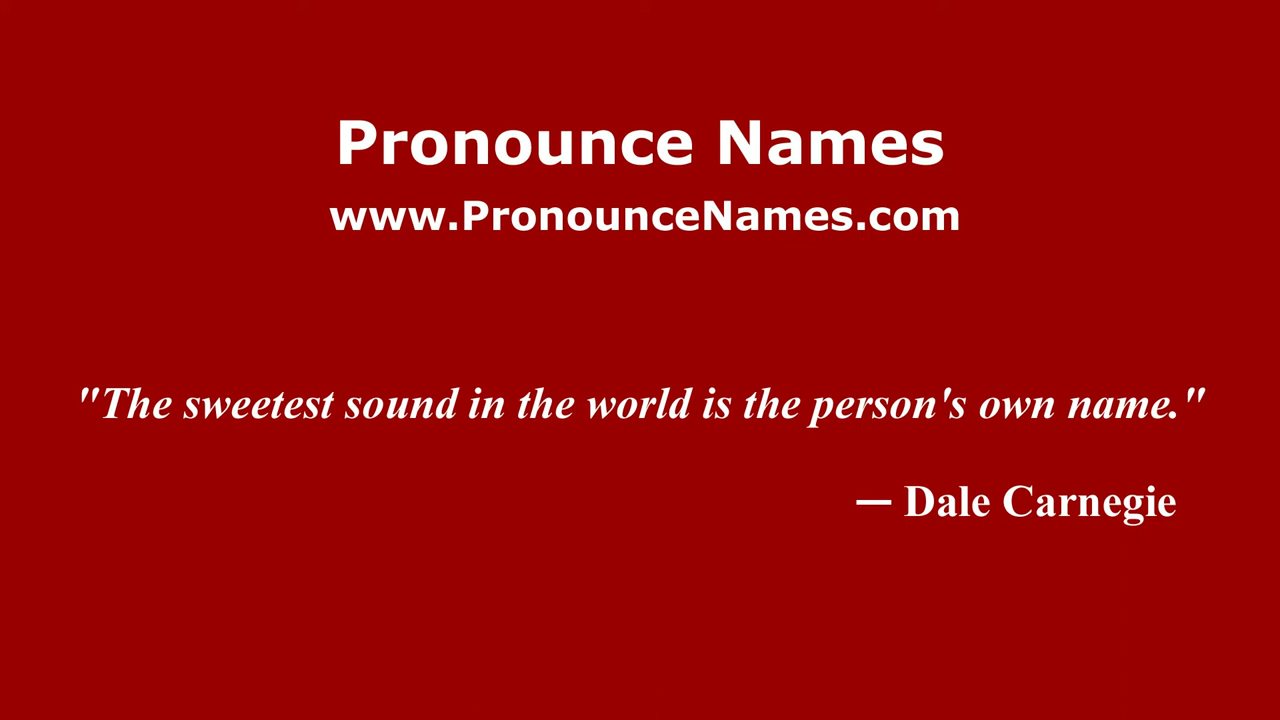 Pronounce Names
www.PronounceNames.com
"The sweetest sound in the world is the person's own name."
— Dale Carnegie